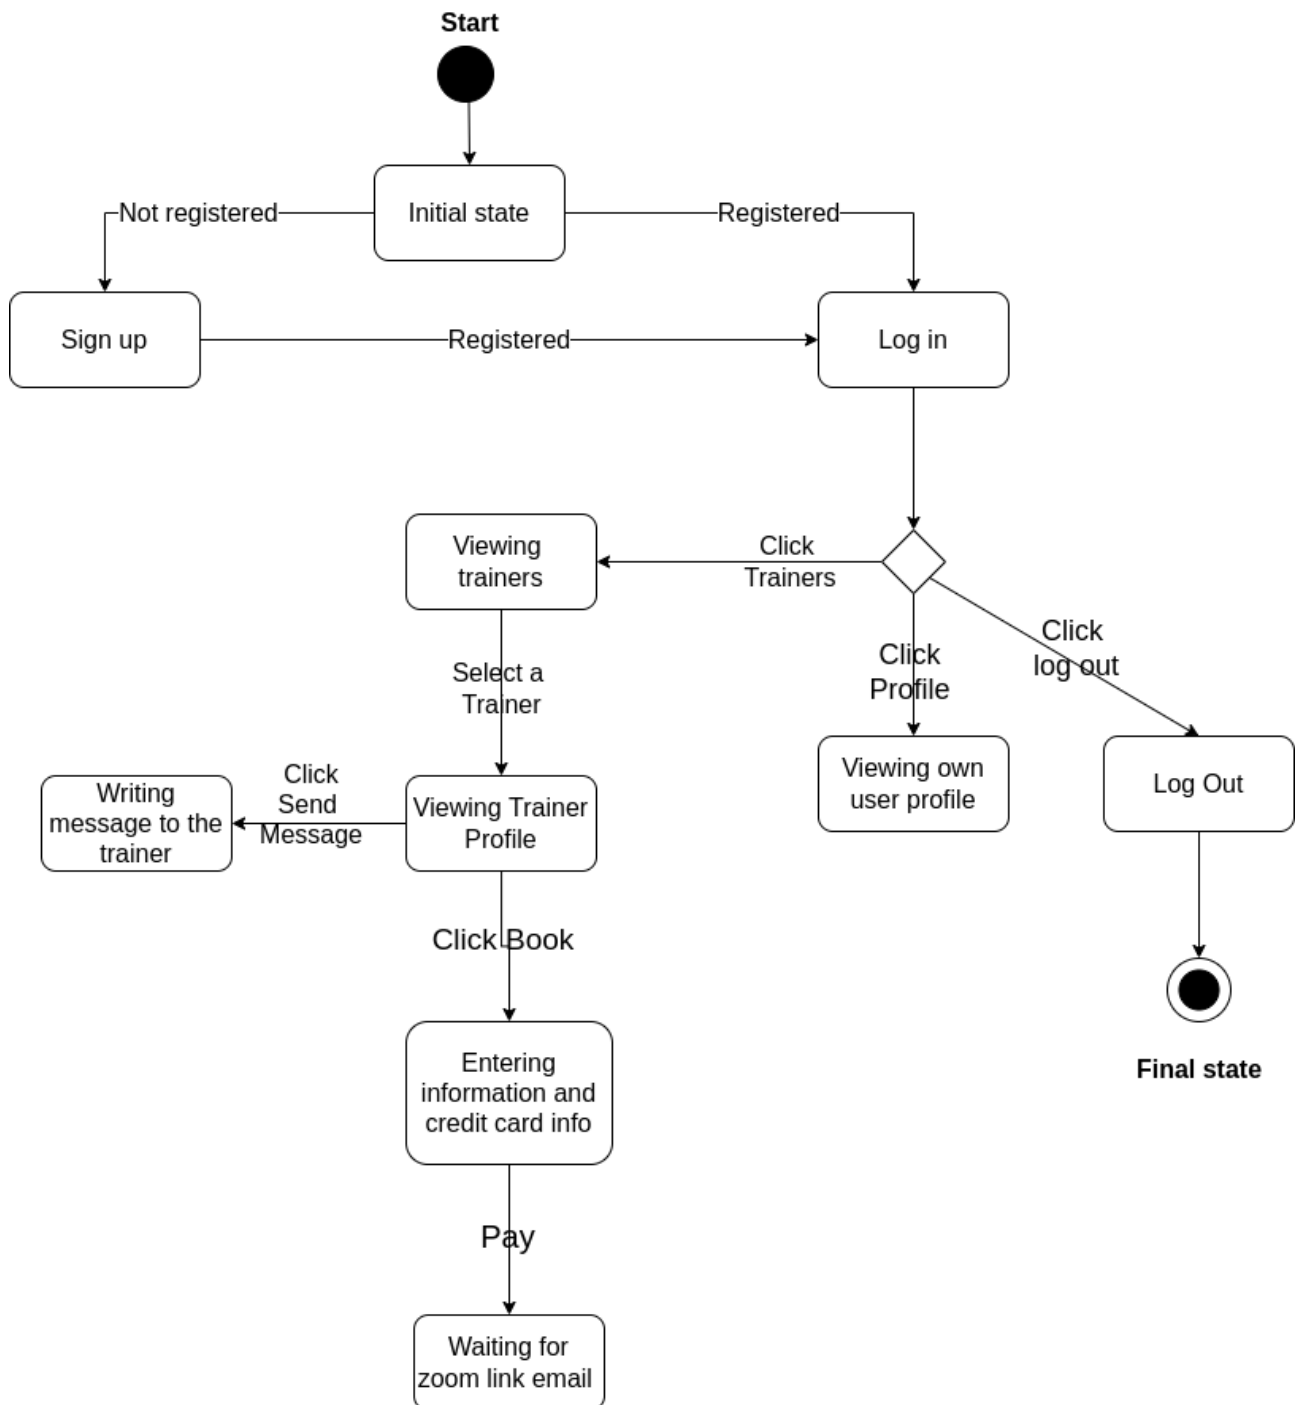 Start
Initial state
Not registered
Registered
Sign up
Registered
Log in
Viewing
trainers
Click
Trainers
Click
log out
Click
Profile
Select a
Trainer
Viewing own
user profile
Log Out
Click
Send
Message
Writing
message to the
trainer
Viewing Trainer
Profile
Click Book
Entering
information and
credit card info
Final state
Pay
Waiting for
zoom link email